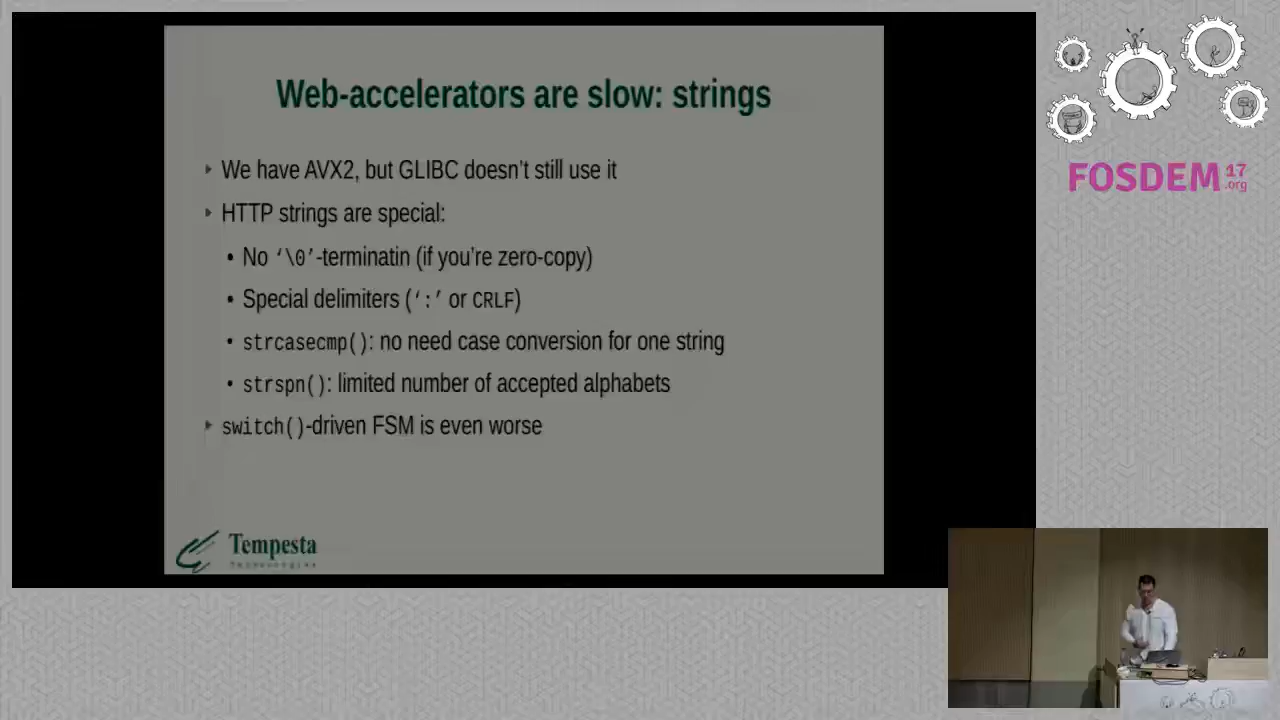 Web-accelerators are slow: strings
We have AVX2, but GLIBC doesn't still use it
HTTP strings are special:
No '\0'-terminatin (if you're zero-copy)
Special delimiters (':' or CRLF)
strcasecmp(): no need case conversion for one string
strspn(): limited number of accepted alphabets
switch()-driven FSM is even worse
Tempesta
Technologies
FOSDEM 17
.org